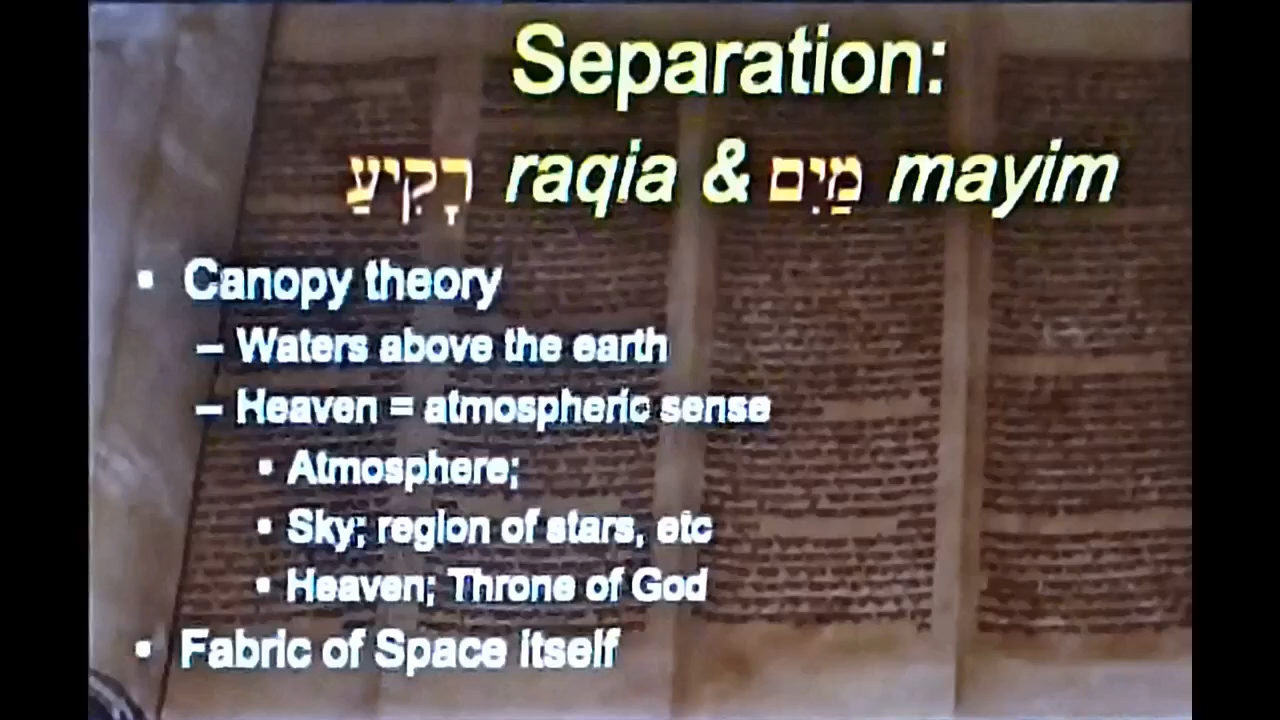 Separation:
רָקִיעַ raqia & מַיִם mayim
• Canopy theory
– Waters above the earth
– Heaven = atmospheric sense
• Atmosphere;
• Sky; region of stars, etc
• Heaven; Throne of God
• Fabric of Space Itself